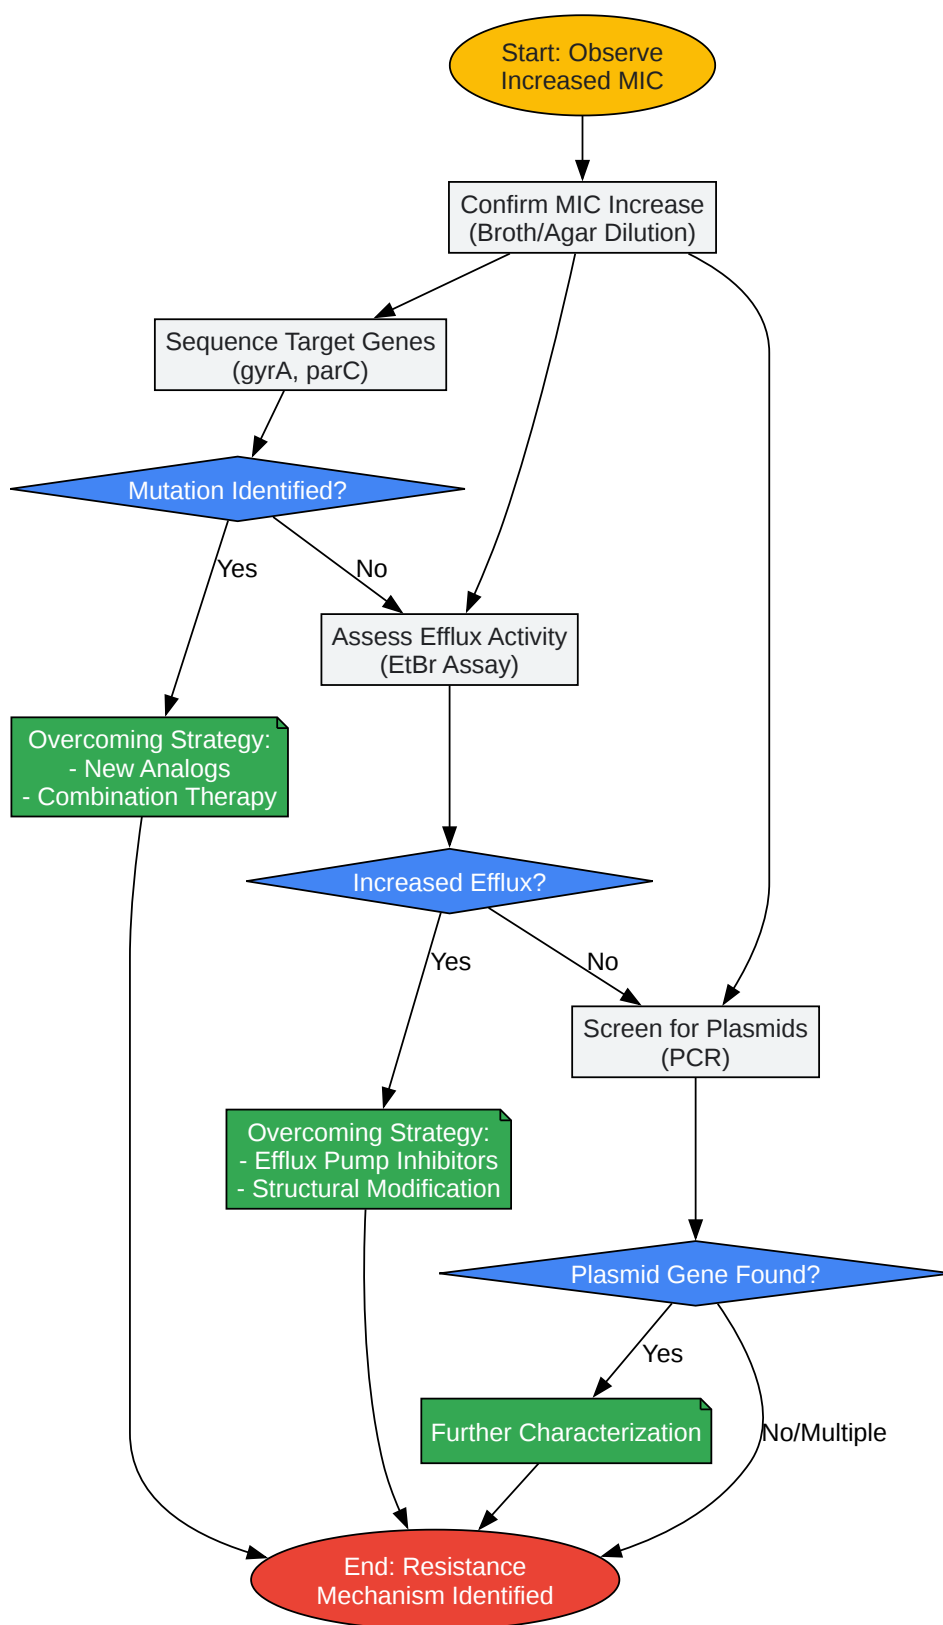 Start: Observe
Increased MIC
Confirm MIC Increase
(Broth/Agar Dilution)
Sequence Target Genes
(gyrA, parC)
Mutation Identified?
Yes
No
Assess Efflux Activity
(EtBr Assay)
Overcoming Strategy:
- New Analogs
- Combination Therapy
Increased Efflux?
Yes
No
Screen for Plasmids
(PCR)
Overcoming Strategy:
- Efflux Pump Inhibitors
- Structural Modification
Plasmid Gene Found?
Yes
Further Characterization
No/Multiple
End: Resistance
Mechanism Identified